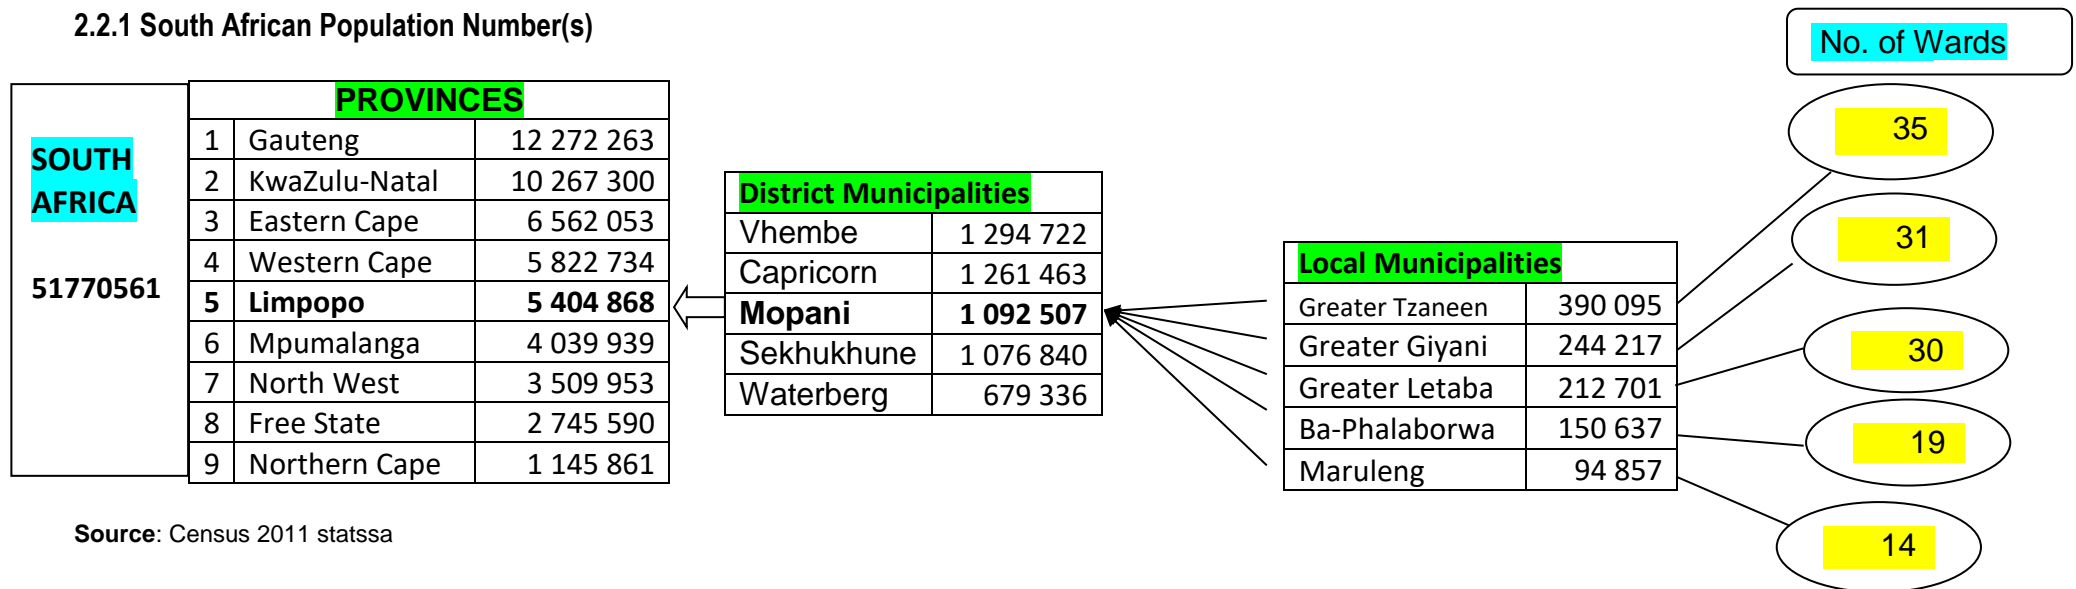 2.2.1 South African Population Number(s)
No. of Wards
SOUTH
AFRICA
51770561
PROVINCES
1 Gauteng 12 272 263
2 KwaZulu-Natal 10 267 300
3 Eastern Cape 6 562 053
4 Western Cape 5 822 734
5 Limpopo 5 404 868
6 Mpumalanga 4 039 939
7 North West 3 509 953
8 Free State 2 745 590
9 Northern Cape 1 145 861
District Municipalities
Vhembe 1 294 722
Capricorn 1 261 463
Mopani 1 092 507
Sekhukhune 1 076 840
Waterberg 679 336
Local Municipalities
Greater Tzaneen 390 095
Greater Giyani 244 217
Greater Letaba 212 701
Ba-Phalaborwa 150 637
Maruleng 94 857
35
31
30
19
14
Source: Census 2011 statssa